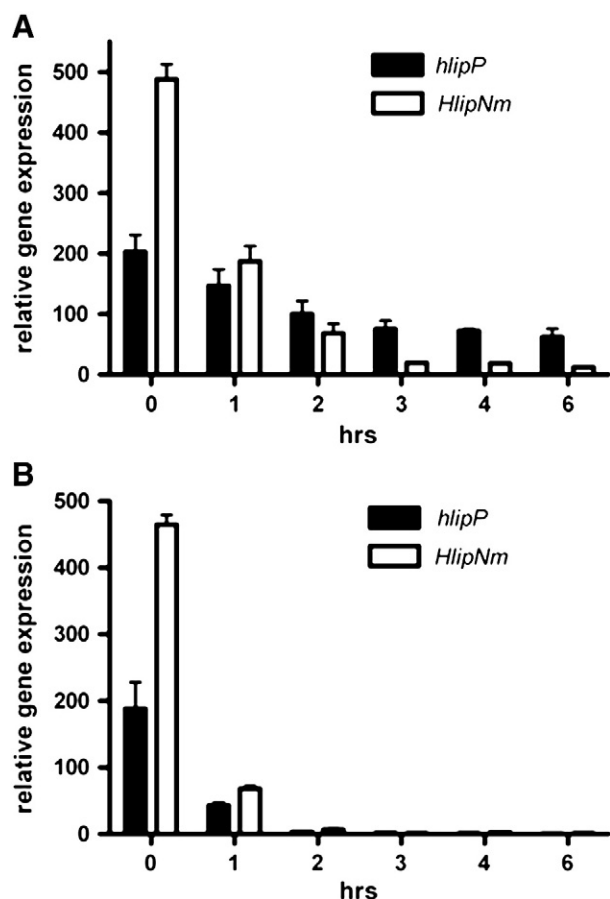 A
relative gene expression
500
400
300
200
100
0
hlipP
HlipNm
0 1 2 3 4 6
hrs
B
relative gene expression
500
400
300
200
100
0
hlipP
HlipNm
0 1 2 3 4 6
hrs